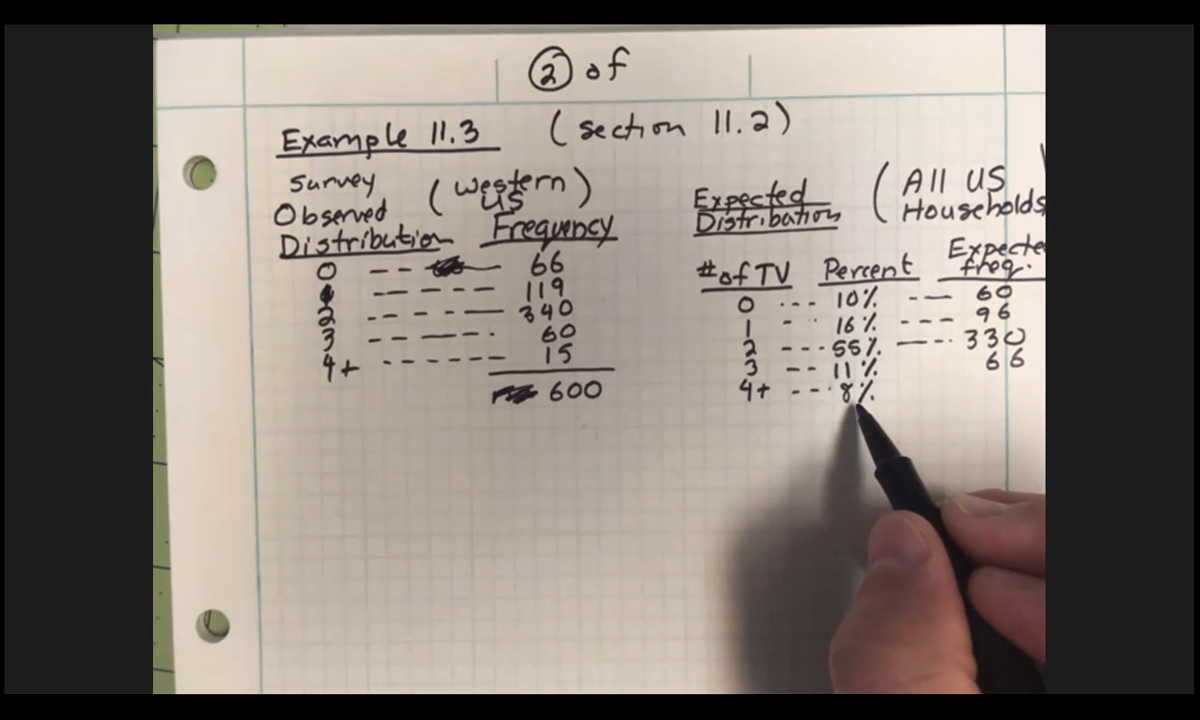 ② of
Example 11.3 (section 11.2)
Survey (Western US)
Observed Distribution Frequency
0 -- 66
1 ----- 119
2 ----- 340
3 ----- 60
4+ ------ 15
600
Expected Distribution (All US Households
# of TV Percent freq.
0 --- 10% -- 60
1 --- 16% --- 96
2 --- 55% ---- 330
3 -- 11% 66
4+ --- 8%